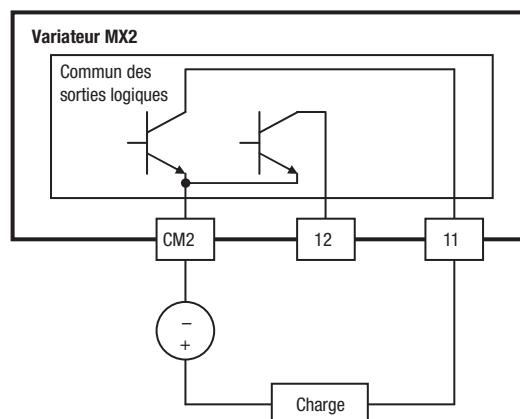 Variateur MX2
Commun des
sorties logiques
CM2
12
11
–
+
Charge